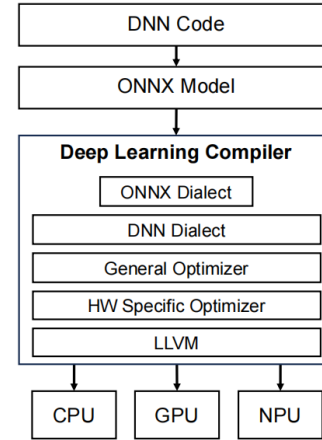 DNN Code
ONNX Model
Deep Learning Compiler
ONNX Dialect
DNN Dialect
General Optimizer
HW Specific Optimizer
LLVM
CPU GPU NPU